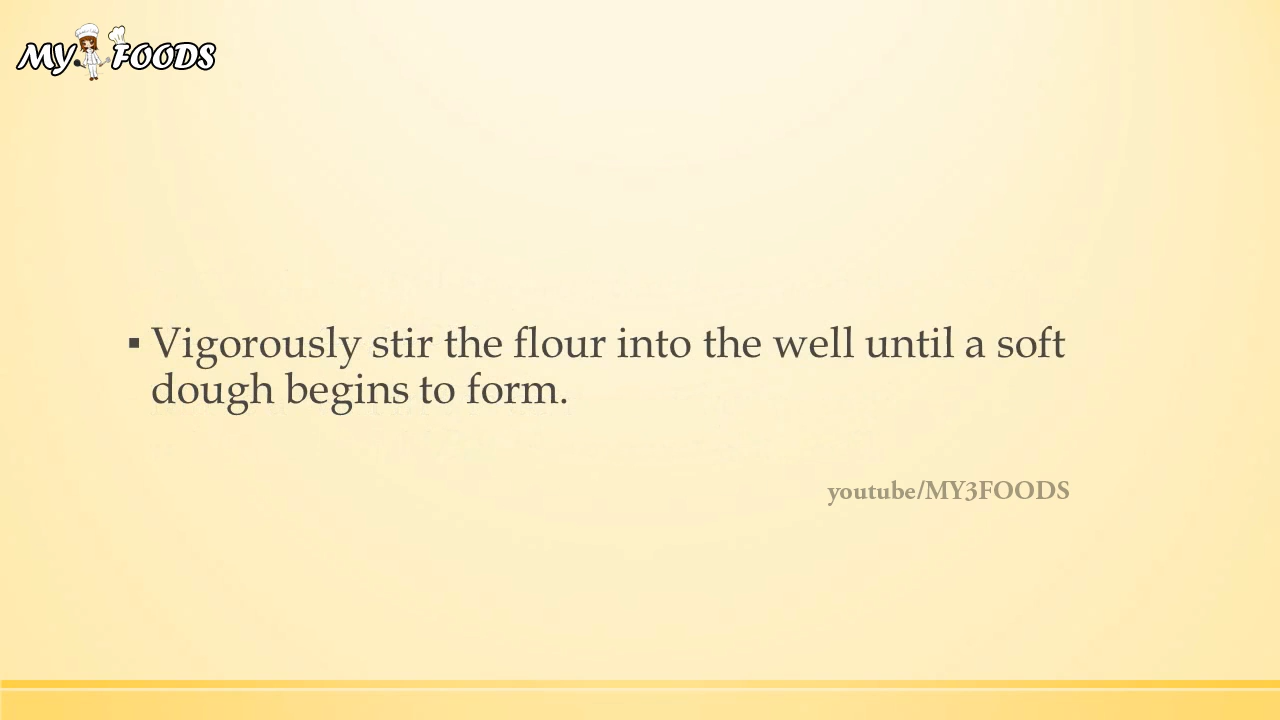 MY FOODS
▪ Vigorously stir the flour into the well until a soft
dough begins to form.
youtube/MY3FOODS